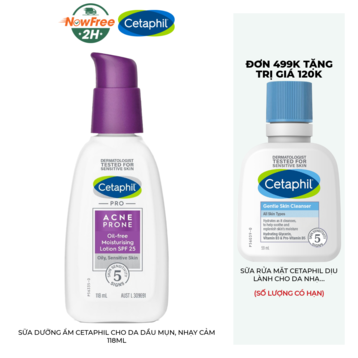 NowFree
2H
Cetaphil
DERMATOLOGIST
TESTED FOR
SENSITIVE SKIN
Cetaphil
PRO
ACNE
PRONE
Oil-free
Moisturising
Lotion SPF 25
Oily, Sensitive Skin
5
118 mL
SỮA DƯỠNG ẨM CETAPHIL CHO DA DẦU MỤN, NHẠY CẢM
118ML
ĐƠN 499K TẶNG
TRỊ GIÁ 120K
DERMATOLOGIST
TESTED FOR
SENSITIVE SKIN
Cetaphil
Gentle Skin Cleanser
All Skin Types
5
SỮA RỬA MẶT CETAPHIL DỊU
LÀNH CHO DA NHẠ...
(SỐ LƯỢNG CÓ HẠN)